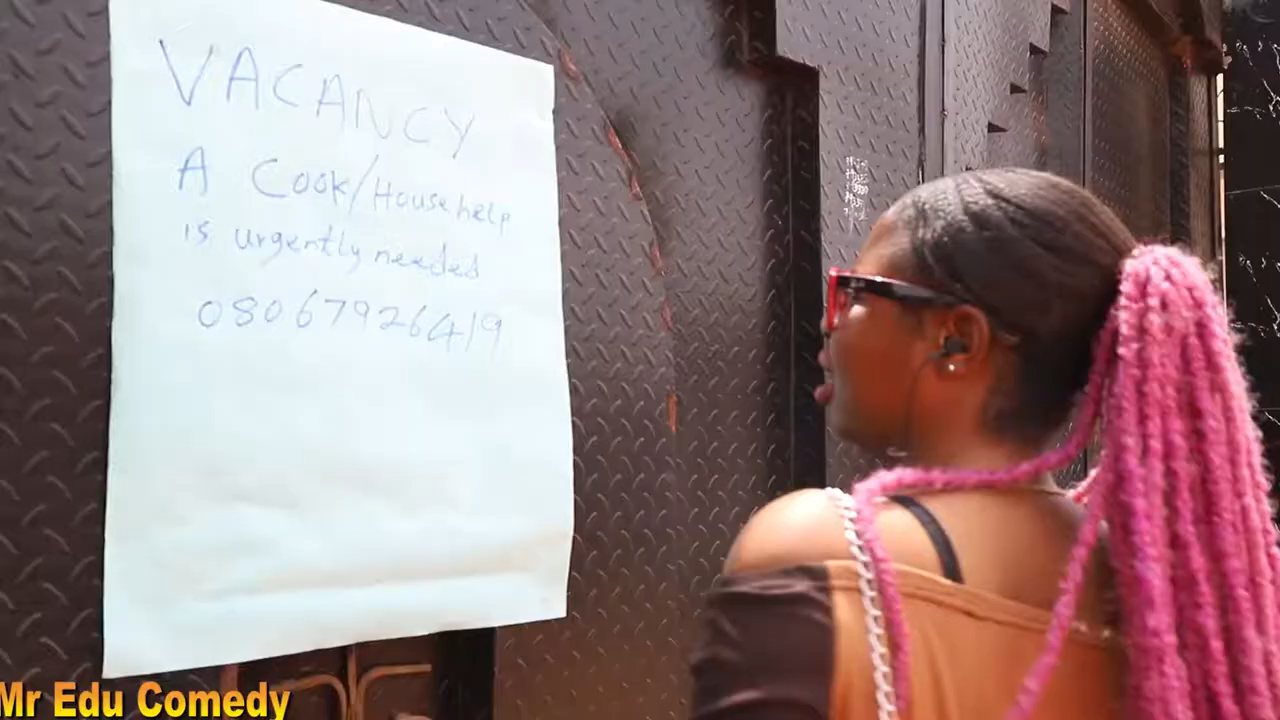 VACANCY
A Cook/House help
is urgently needed
08067926419
Mr Edu Comedy